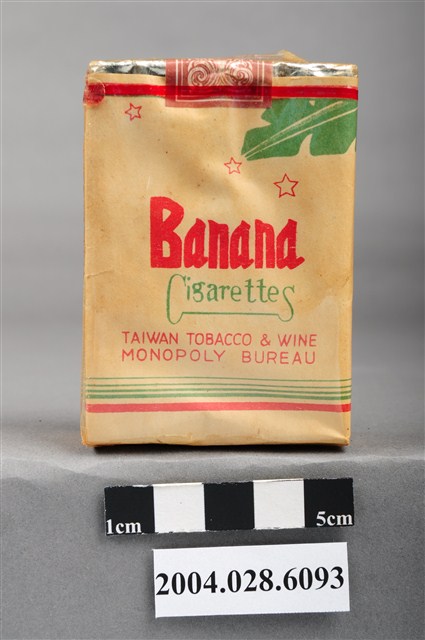 Banana
Cigarettes
TAIWAN TOBACCO & WINE
MONOPOLY BUREAU
1cm 5cm
2004.028.6093